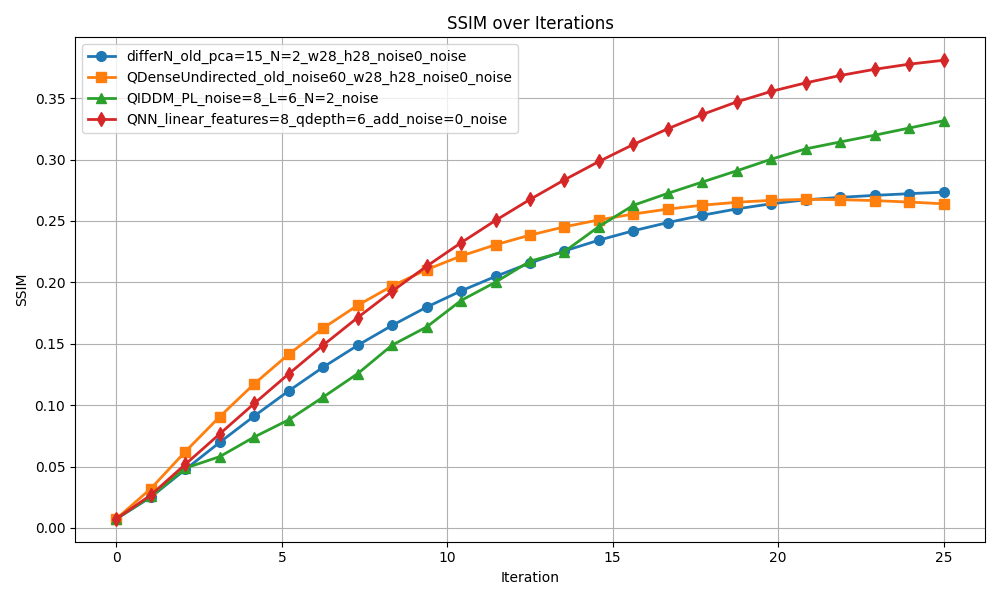 SSIM over Iterations
differN_old_pca=15_N=2_w28_h28_noise0_noise
QDenseUndirected_old_noise60_w28_h28_noise0_noise
QIDDM_PL_noise=8_L=6_N=2_noise
QNN_linear_features=8_qdepth=6_add_noise=0_noise
SSIM
0.35
0.30
0.25
0.20
0.15
0.10
0.05
0.00
0 5 10 15 20 25
Iteration